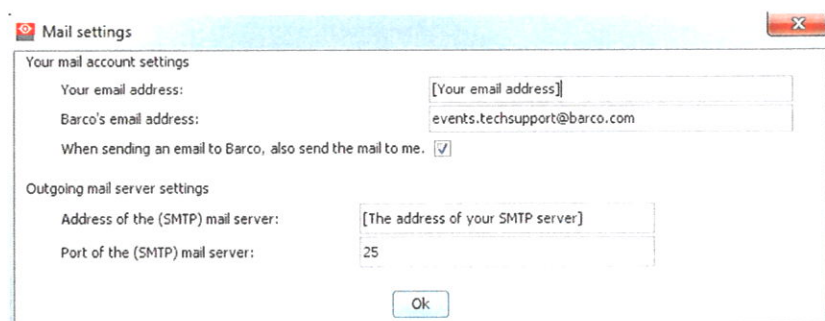 Mail settings
Your mail account settings
Your email address: [Your email address]
Barco's email address: events.techsupport@barco.com
When sending an email to Barco, also send the mail to me.
Outgoing mail server settings
Address of the (SMTP) mail server: [The address of your SMTP server]
Port of the (SMTP) mail server: 25
Ok